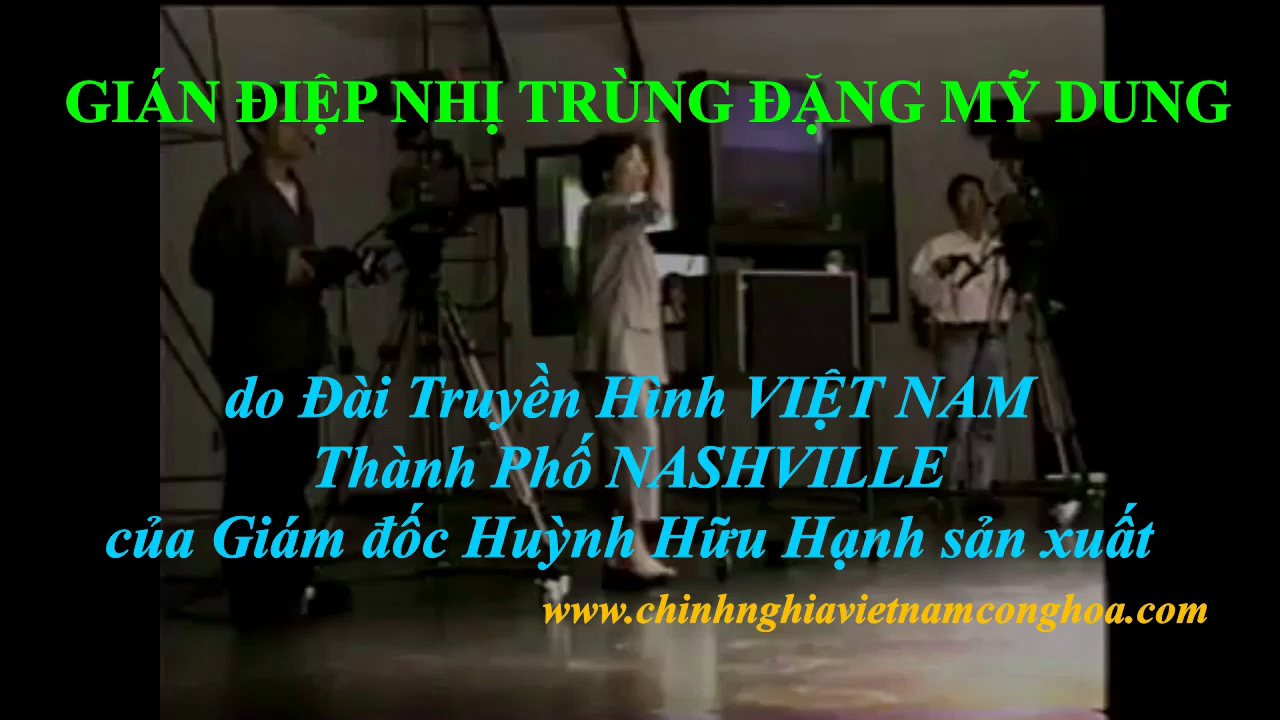 GIÁN ĐIỆP NHỊ TRÙNG ĐẶNG MỸ DUNG
do Đài Truyền Hình VIỆT NAM
Thành Phố NASHVILLE
của Giám đốc Huỳnh Hữu Hạnh sản xuất
www.chinhnghiavietnamconghoa.com